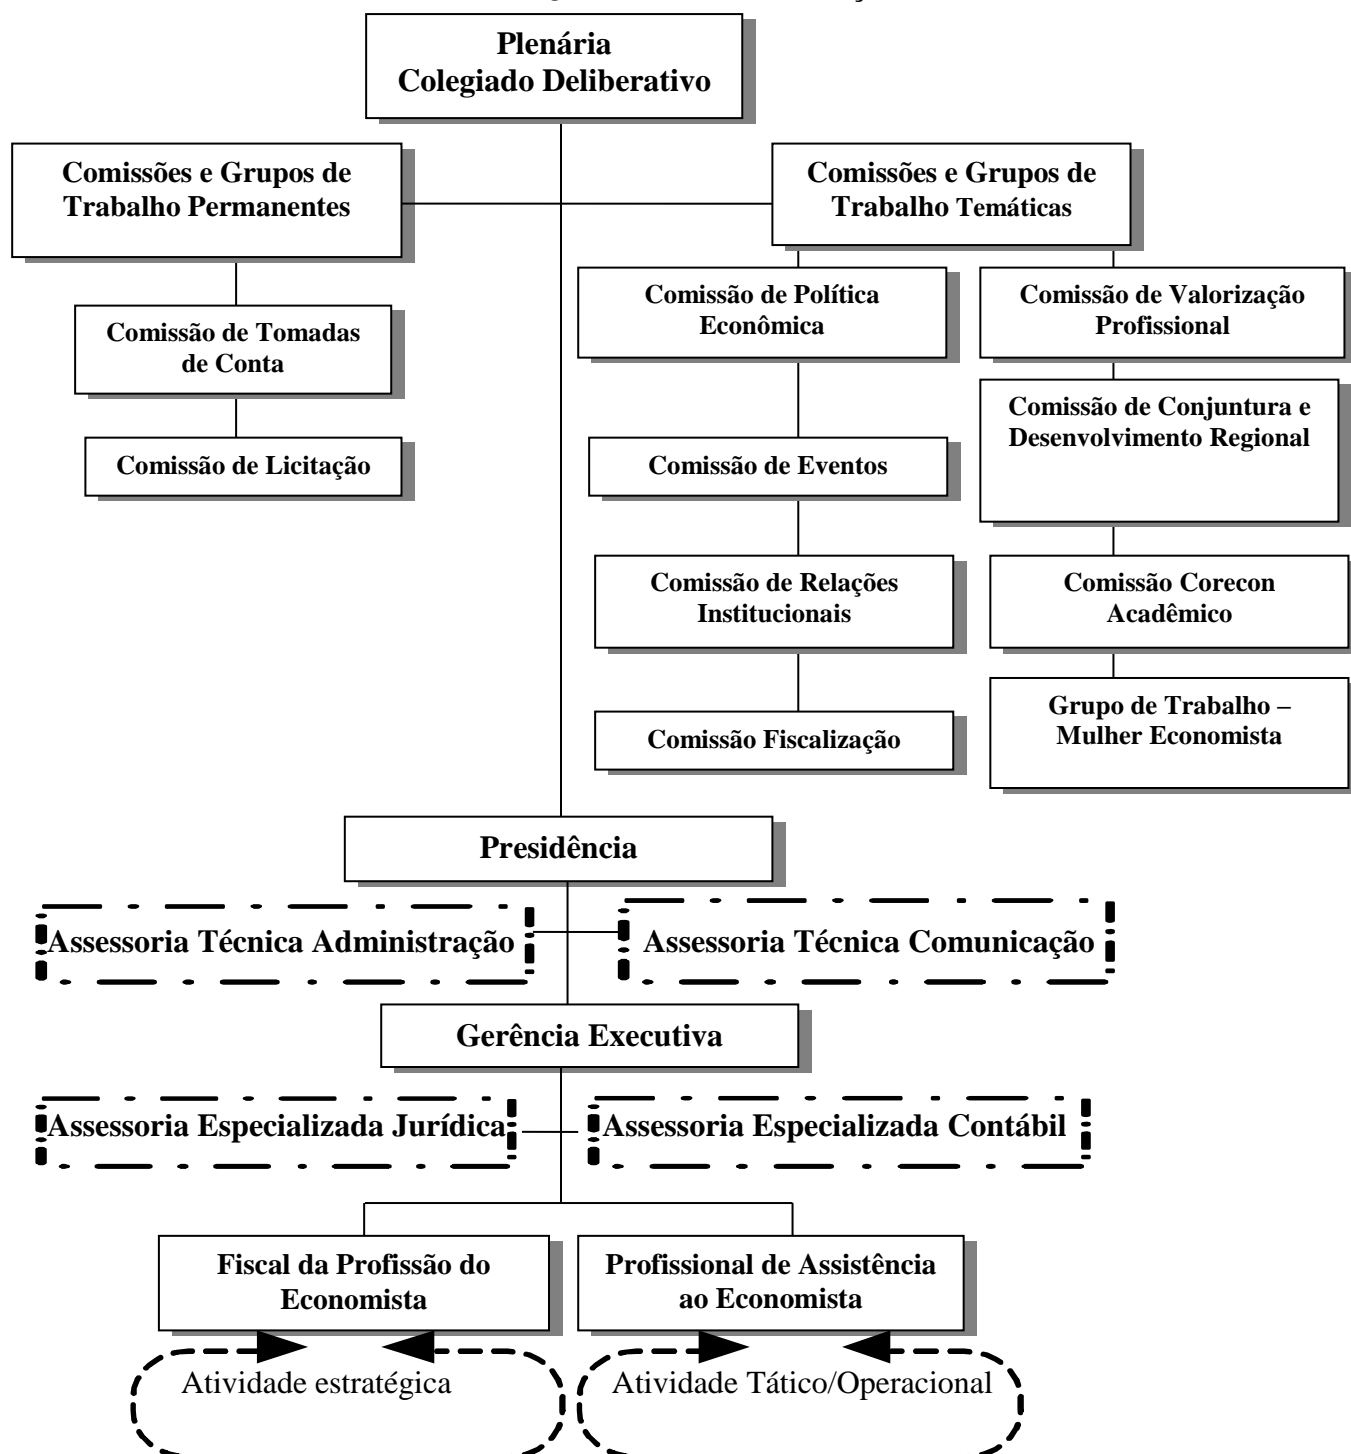 Plenária
Colegiado Deliberativo
Comissões e Grupos de
Trabalho Permanentes
Comissões e Grupos de
Trabalho Temáticas
Comissão de Tomadas
de Conta
Comissão de Licitação
Comissão de Política
Econômica
Comissão de Eventos
Comissão de Relações
Institucionais
Comissão Fiscalização
Comissão de Valorização
Profissional
Comissão de Conjuntura e
Desenvolvimento Regional
Comissão Corecon
Acadêmico
Grupo de Trabalho –
Mulher Economista
Presidência
Assessoria Técnica Administração
Assessoria Técnica Comunicação
Gerência Executiva
Assessoria Especializada Jurídica
Assessoria Especializada Contábil
Fiscal da Profissão do
Economista
Profissional de Assistência
ao Economista
Atividade estratégica
Atividade Tático/Operacional